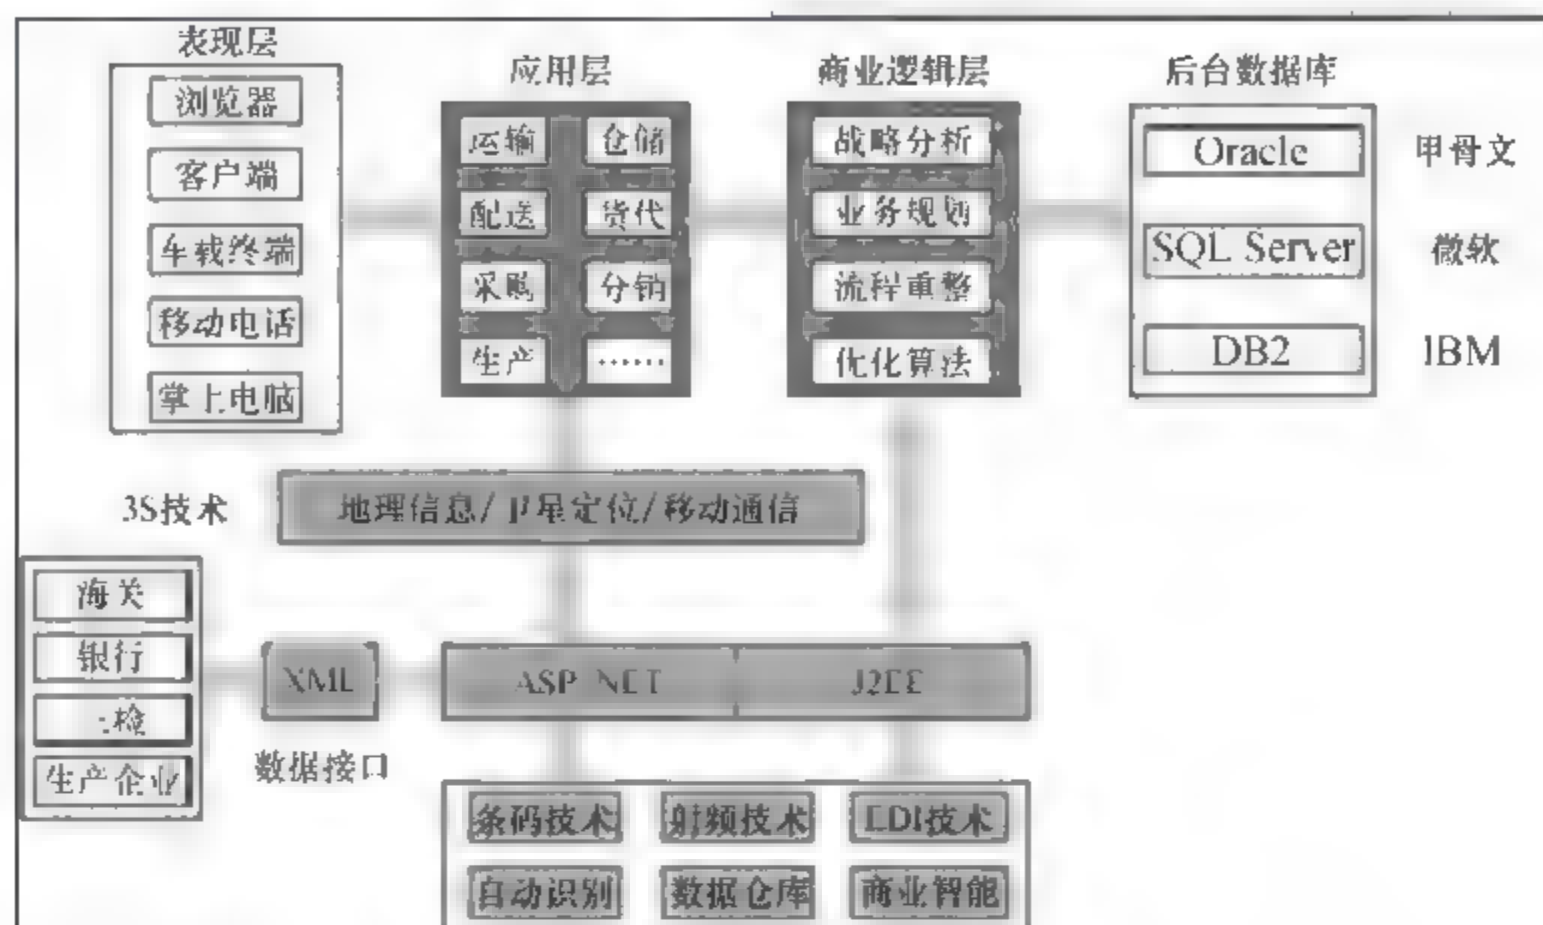 表现层
浏览器
客户端
车载终端
移动电话
掌上电脑
应用层
运输 仓储
配送 货代
采购 分销
生产 ……
商业逻辑层
战略分析
业务规划
流程重整
优化算法
后台数据库
Oracle 甲骨文
SQL Server 微软
DB2 IBM
3S技术
地理信息/卫星定位/移动通信
海关
银行
检
生产企业
XML
数据接口
ASP NET
J2EE
条码技术 射频技术 EDI技术
自动识别 数据仓库 商业智能